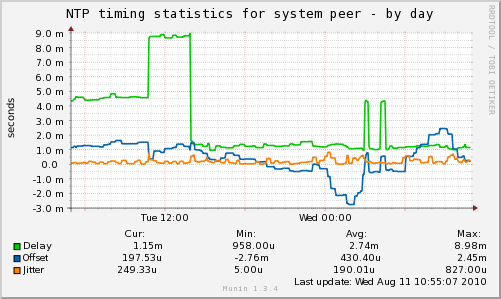 NTP timing statistics for system peer - by day
RRDTOOL / TOBI OETIKER
seconds
9.0 m
8.0 m
7.0 m
6.0 m
5.0 m
4.0 m
3.0 m
2.0 m
1.0 m
0.0
-1.0 m
-2.0 m
-3.0 m
Tue 12:00 Wed 00:00
Cur: Min: Avg: Max:
Delay 1.15m 958.00u 2.74m 8.98m
Offset 197.53u -2.76m 430.40u 2.45m
Jitter 249.33u 5.00u 190.01u 827.00u
Last update: Wed Aug 11 10:55:07 2010
Munin 1.3.4